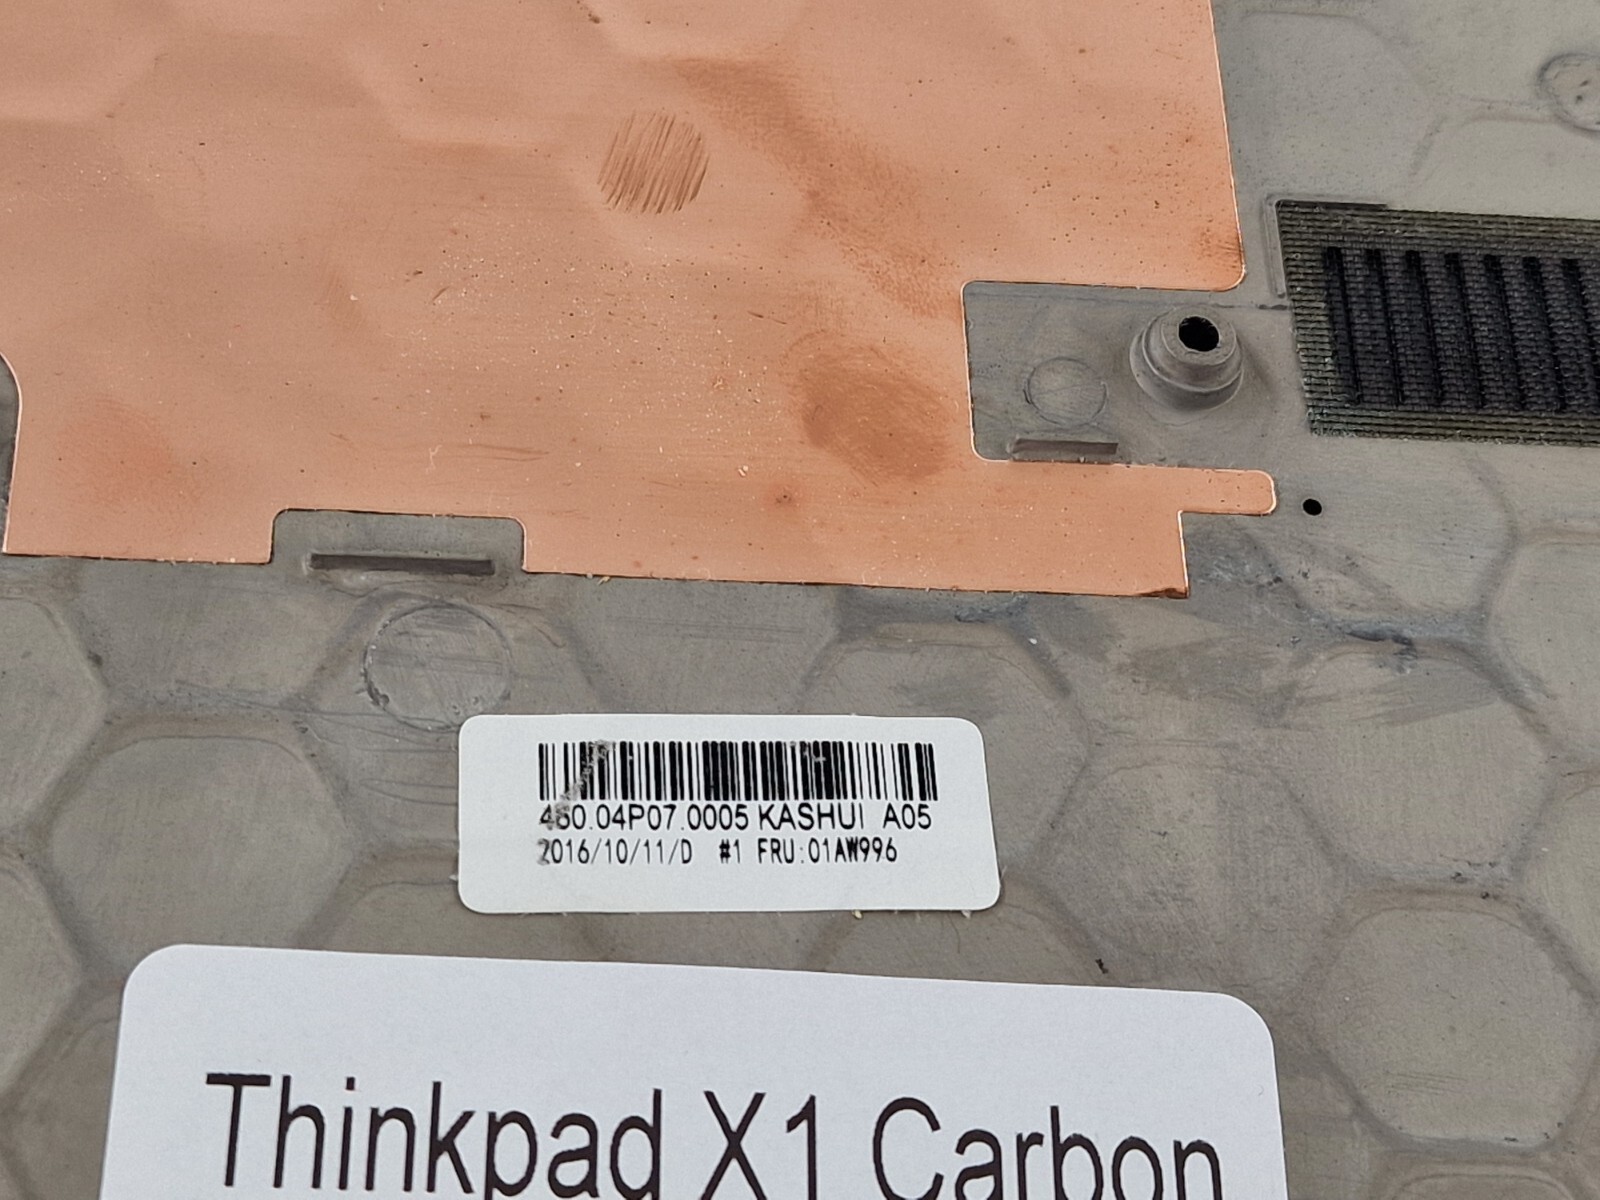 460.04P07.0005 KASHUI A05
2016/10/11/D #1 FRU:01AW996
Thinkpad X1 Carbon